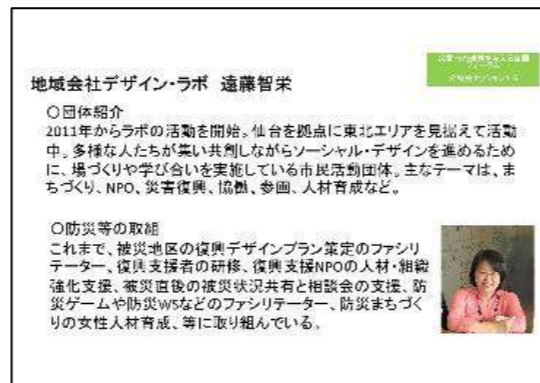 地域会社デザイン・ラボ 遠藤智栄
○団体紹介
2011年からラボの活動を開始。仙台を拠点に東北エリアを見据えて活動
中。多様な人たちが集い共創しながらソーシャル・デザインを進めるため
に、場づくりや学び合いを実施している市民活動団体。主なテーマは、ま
ちづくり、NPO、災害復興、協働、参画、人材育成など。
○防災等の取組
これまで、被災地区の復興デザインプラン策定のファシリ
テーター、復興支援者の研修、復興支援NPOの人材・組織
強化支援、被災直後の被災状況共有と相談会の支援、防
災ゲームや防災WSなどのファシリテーター、防災まちづく
りの女性人材育成、等に取り組んでいる。